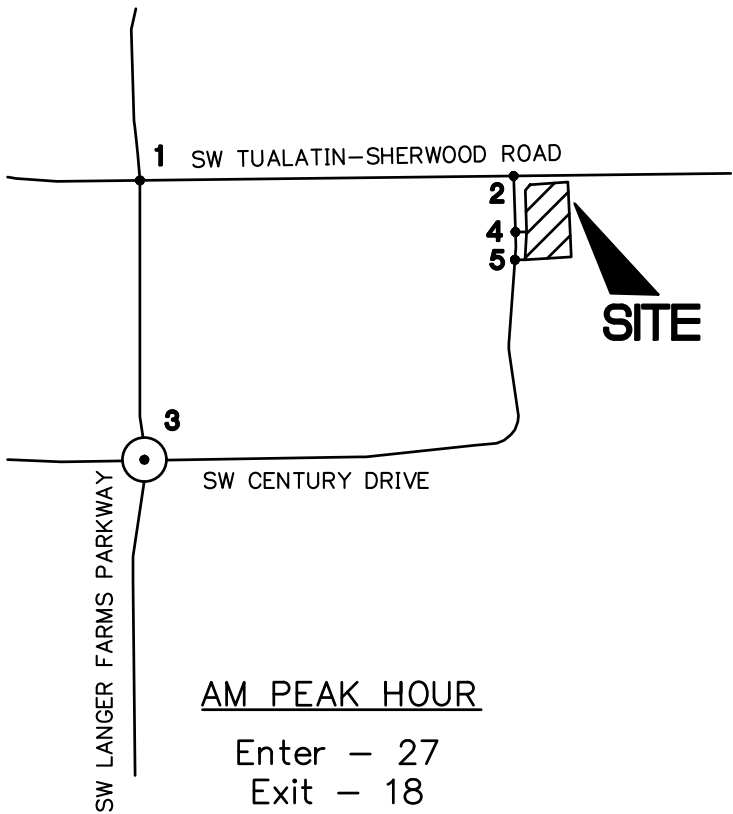 1
SW TUALATIN-SHERWOOD ROAD
2
4
5
SITE
3
SW CENTURY DRIVE
SW LANGER FARMS PARKWAY
AM PEAK HOUR
Enter - 27
Exit - 18